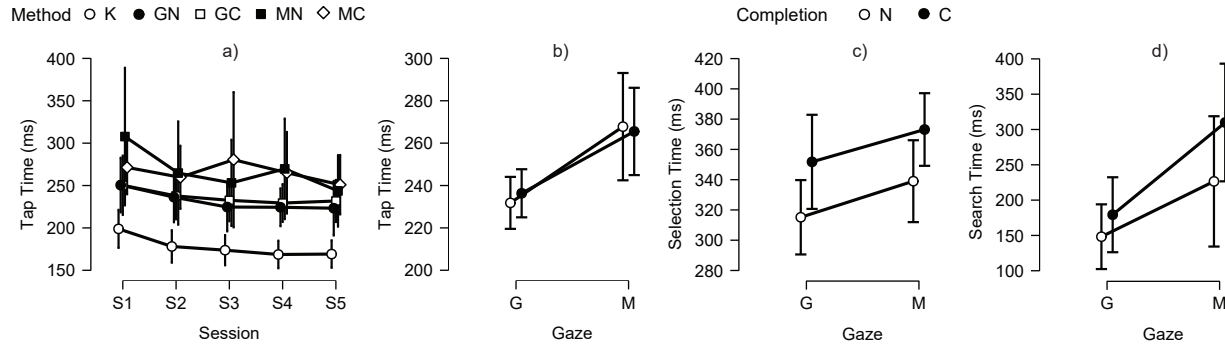 Method K GN GC MN MC
Completion N C
a)
Tap Time (ms)
400
350
300
250
200
150
S1 S2 S3 S4 S5
Session
b)
Tap Time (ms)
300
280
260
240
220
200
G M
Gaze
c)
Selection Time (ms)
420
400
380
360
340
320
300
280
G M
Gaze
d)
Search Time (ms)
400
350
300
250
200
150
100
G M
Gaze